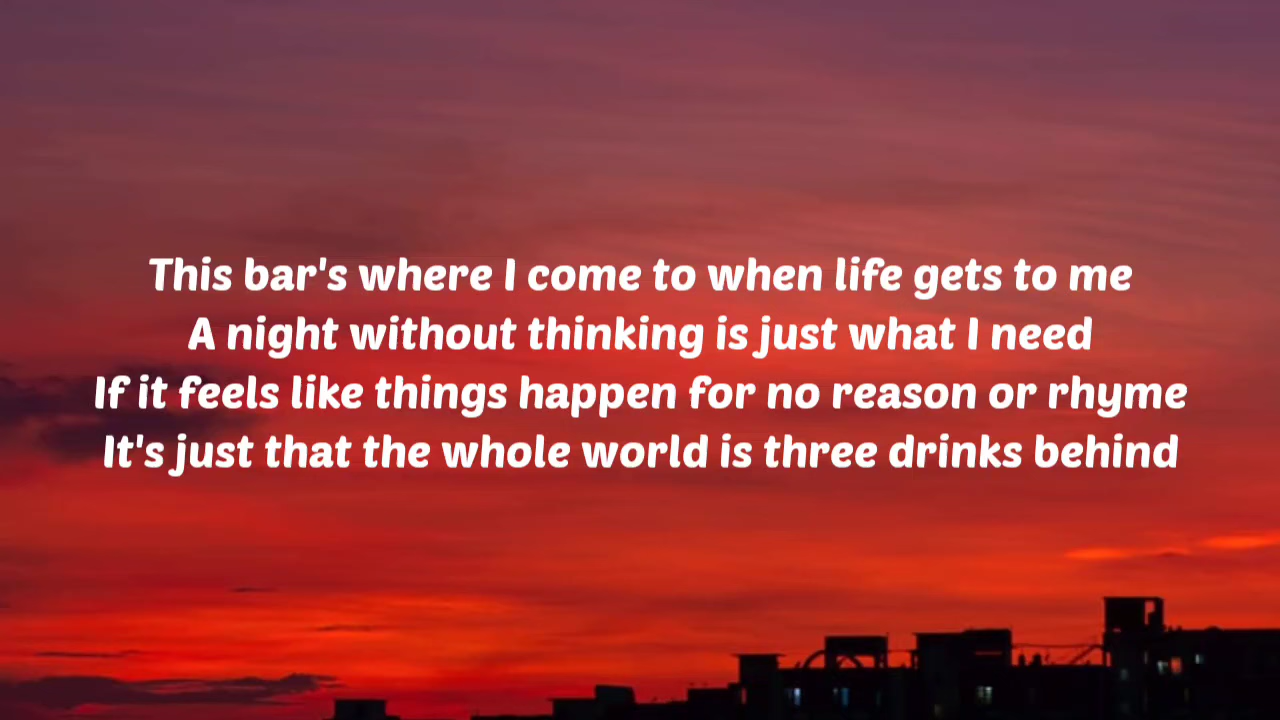 This bar's where I come to when life gets to me
A night without thinking is just what I need
If it feels like things happen for no reason or rhyme
It's just that the whole world is three drinks behind